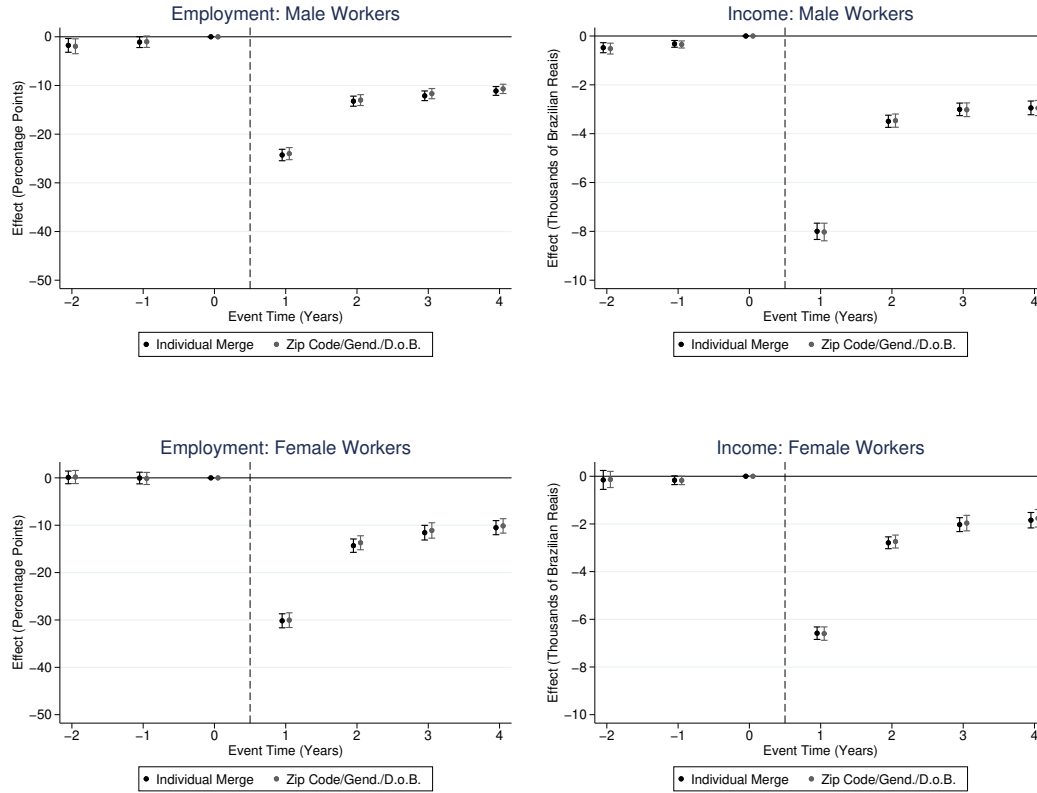 Employment: Male Workers
Effect (Percentage Points)
0
−10
−20
−30
−40
−50
−2 −1 0 1 2 3 4
Event Time (Years)
Individual Merge Zip Code/Gend./D.o.B.
Income: Male Workers
Effect (Thousands of Brazilian Reais)
0
−2
−4
−6
−8
−10
−2 −1 0 1 2 3 4
Event Time (Years)
Individual Merge Zip Code/Gend./D.o.B.
Employment: Female Workers
Effect (Percentage Points)
0
−10
−20
−30
−40
−50
−2 −1 0 1 2 3 4
Event Time (Years)
Individual Merge Zip Code/Gend./D.o.B.
Income: Female Workers
Effect (Thousands of Brazilian Reais)
0
−2
−4
−6
−8
−10
−2 −1 0 1 2 3 4
Event Time (Years)
Individual Merge Zip Code/Gend./D.o.B.